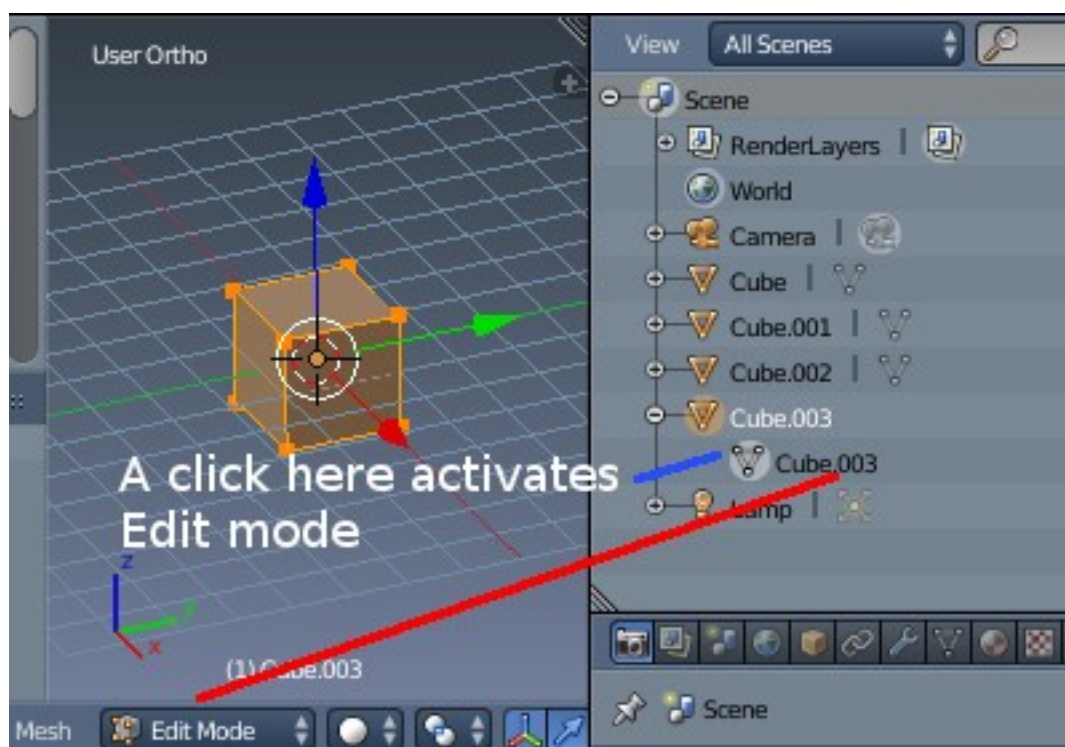 User Ortho
View All Scenes
Scene
RenderLayers
World
Camera
Cube
Cube.001
Cube.002
Cube.003
Cube.003
Lamp
A click here activates
Edit mode
z
x
(1) Cube.003
Mesh Edit Mode
Scene